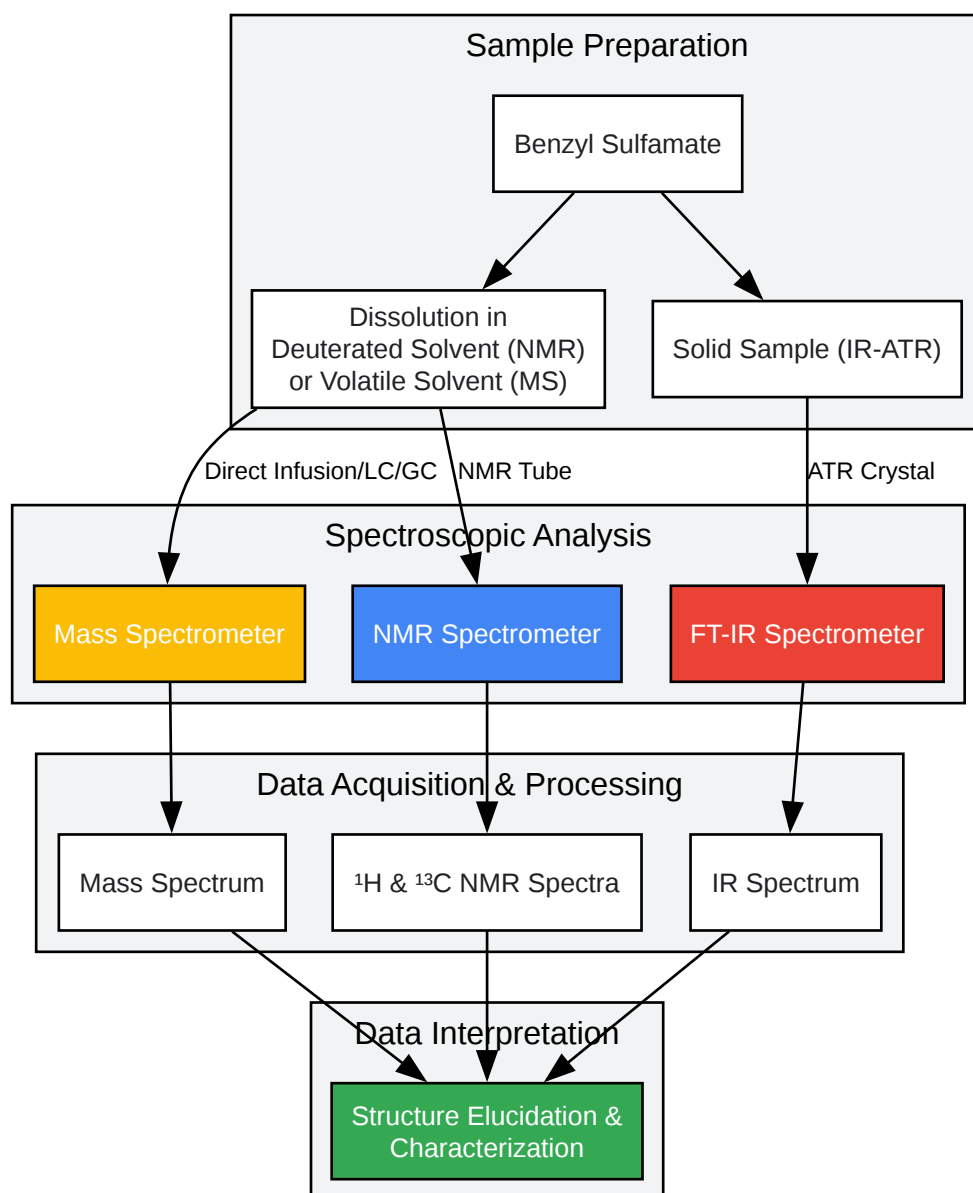 Sample Preparation
Benzyl Sulfamate
Dissolution in
Deuterated Solvent (NMR)
or Volatile Solvent (MS)
Solid Sample (IR-ATR)
Direct Infusion/LC/GC
NMR Tube
ATR Crystal
Spectroscopic Analysis
Mass Spectrometer
NMR Spectrometer
FT-IR Spectrometer
Data Acquisition & Processing
Mass Spectrum
¹H & ¹³C NMR Spectra
IR Spectrum
Data Interpretation
Structure Elucidation &
Characterization